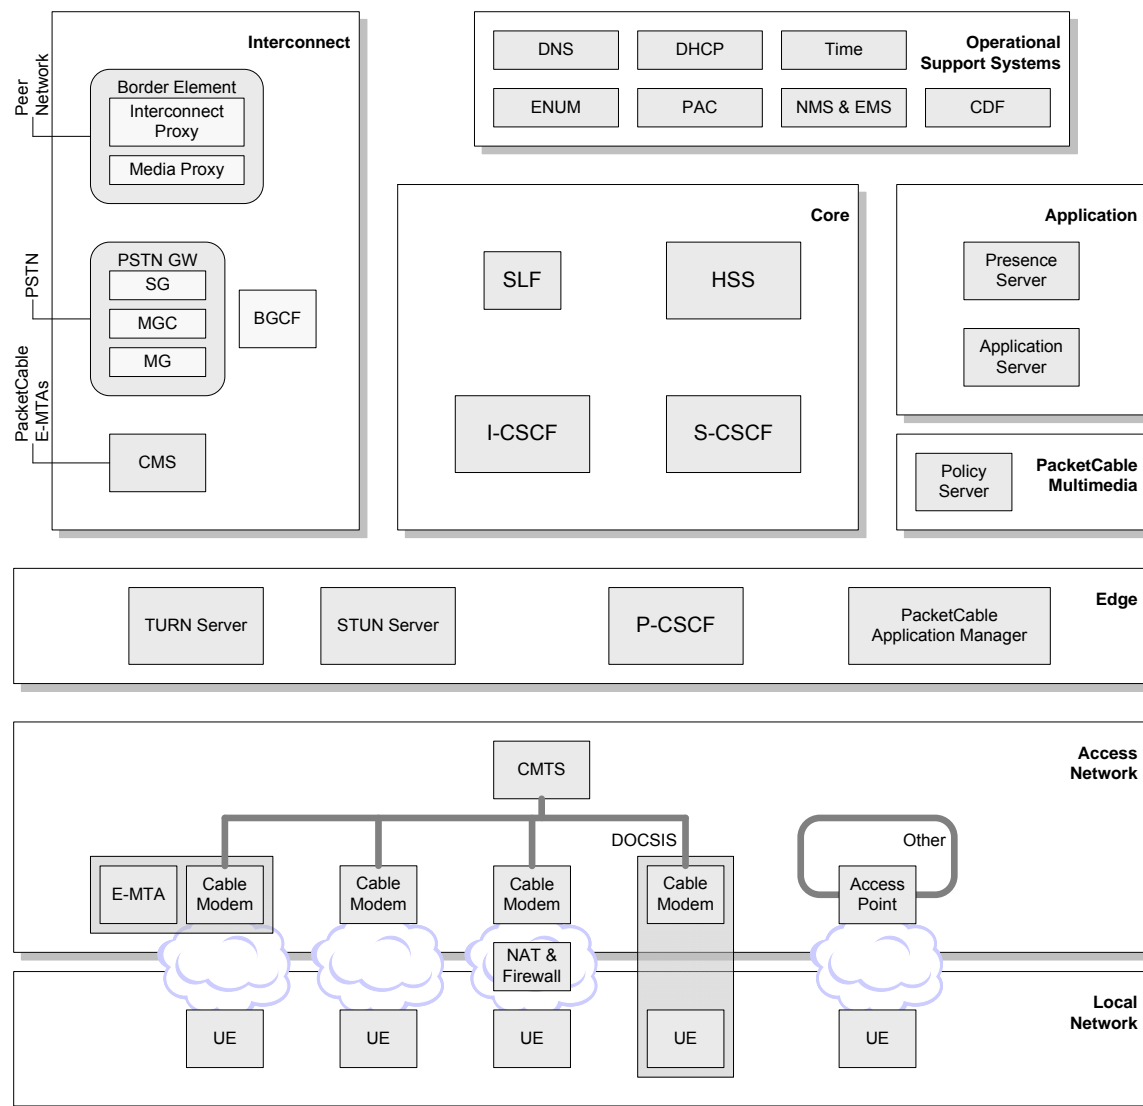 Interconnect
Peer
Network
Border Element
Interconnect
Proxy
Media Proxy
PSTN
PSTN GW
SG
MGC
MG
BGCF
PacketCable
E-MTAs
CMS
Operational
Support Systems
DNS
DHCP
Time
ENUM
PAC
NMS & EMS
CDF
Core
SLF
HSS
I-CSCF
S-CSCF
Application
Presence
Server
Application
Server
PacketCable
Multimedia
Policy
Server
Edge
TURN Server
STUN Server
P-CSCF
PacketCable
Application Manager
Access
Network
CMTS
DOCSIS
Other
E-MTA
Cable
Modem
Cable
Modem
Cable
Modem
Cable
Modem
Access
Point
NAT &
Firewall
Local
Network
UE
UE
UE
UE
UE